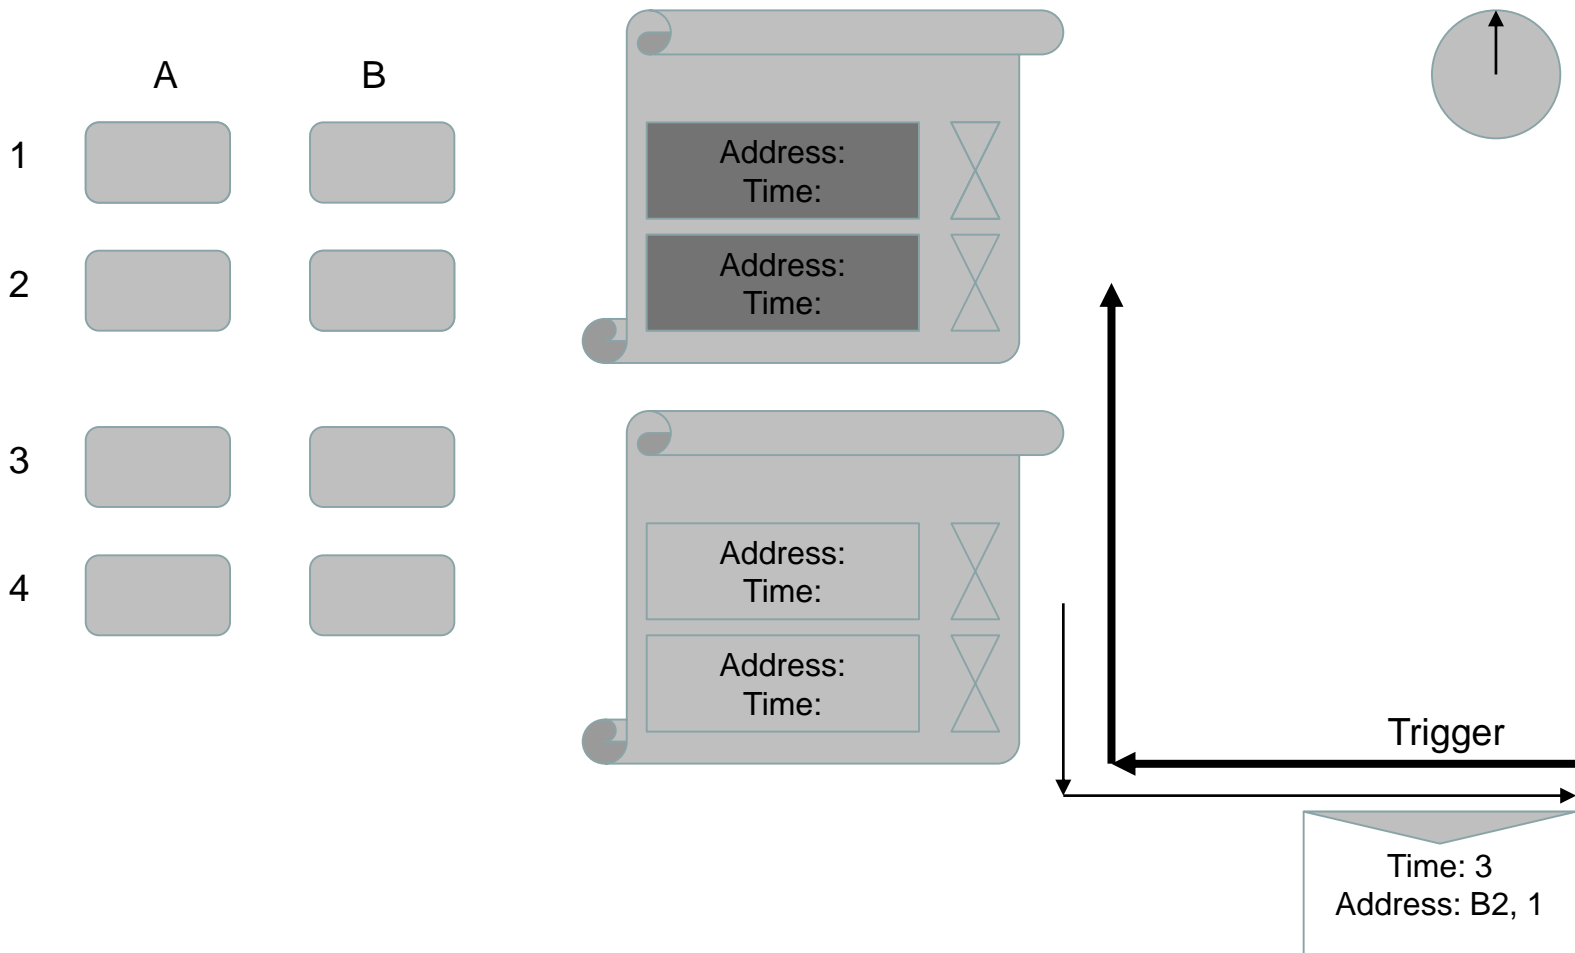 A B
1
2
3
4
Address:
Time:
Address:
Time:
Address:
Time:
Address:
Time:
Trigger
Time: 3
Address: B2, 1